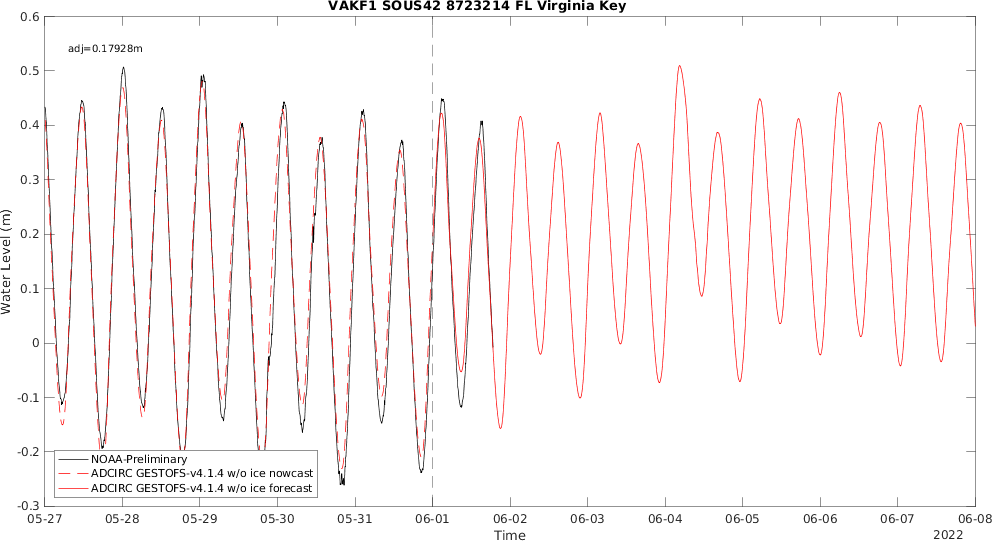 VAKF1 SOUS42 8723214 FL Virginia Key
adj=0.17928m
Water Level (m)
0.6
0.5
0.4
0.3
0.2
0.1
0
-0.1
-0.2
-0.3
NOAA-Preliminary
ADCIRC GESTOFS-v4.1.4 w/o ice nowcast
ADCIRC GESTOFS-v4.1.4 w/o ice forecast
05-27 05-28 05-29 05-30 05-31 06-01 06-02 06-03 06-04 06-05 06-06 06-07 06-08
Time
2022